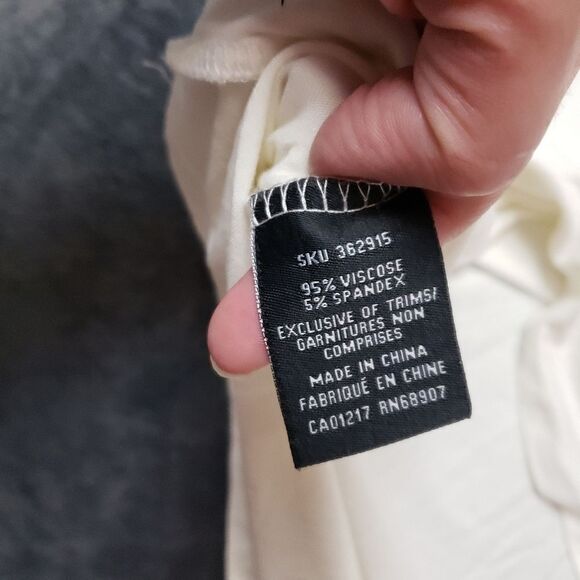 SKU 362915
95% VISCOSE
5% SPANDEX
EXCLUSIVE OF TRIMS/
GARNITURES NON
COMPRISES
MADE IN CHINA
FABRIQUÉ EN CHINE
CA01217 RN68907